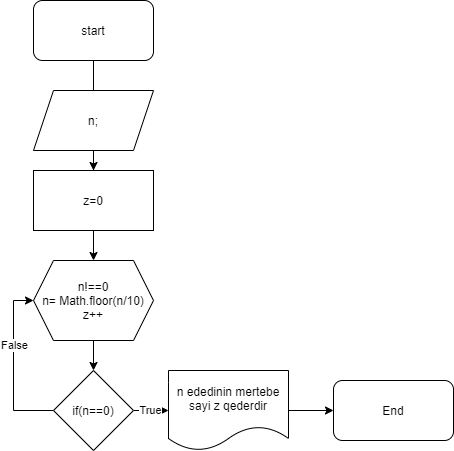 start
n;
z=0
n!==0
n= Math.floor(n/10)
z++
False
if(n==0)
True
n ededinin mertebe
sayi z qederdir
End